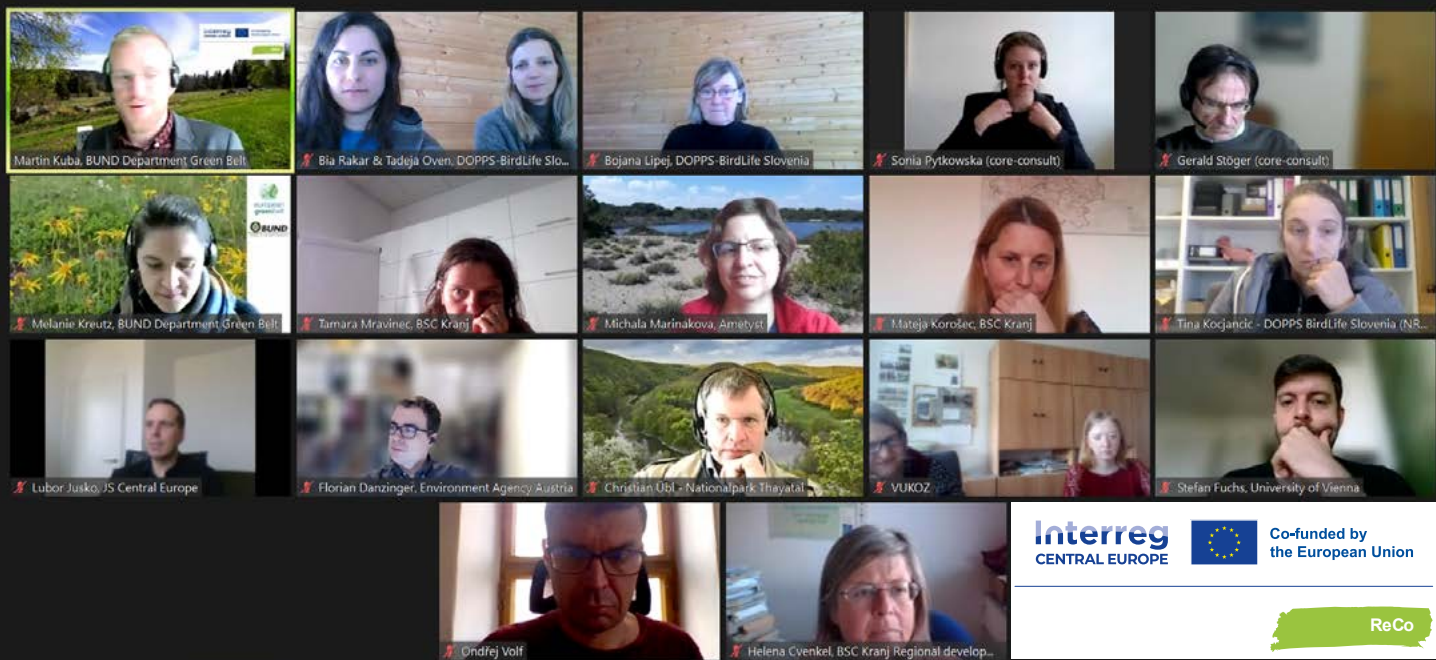 Interreg
Martin Kuba, BUND Department Green Belt
Bia Rakar & Tadeja Oven, DOPPS-BirdLife Slo...
Bojana Lipej, DOPPS-BirdLife Slovenia
Sonia Pytkowska (core-consult)
Gerald Stöger (core-consult)
european
greenbelt
BUND
Melanie Kreutz, BUND Department Green Belt
Tamara Mravinec, BSC Kranj
Michala Marinakova, Ametyst
Mateja Korošec, BSC Kranj
Tina Kocjancic - DOPPS BirdLife Slovenia (NR...
Lubor Jusko, JS Central Europe
Florian Danzinger, Environment Agency Austria
Christian Übl - Nationalpark Thayatal
VUKOZ
Stefan Fuchs, University of Vienna
Ondřej Volf
Helena Cvenkel, BSC Kranj Regional develop...
Interreg
CENTRAL EUROPE
Co-funded by
the European Union
ReCo